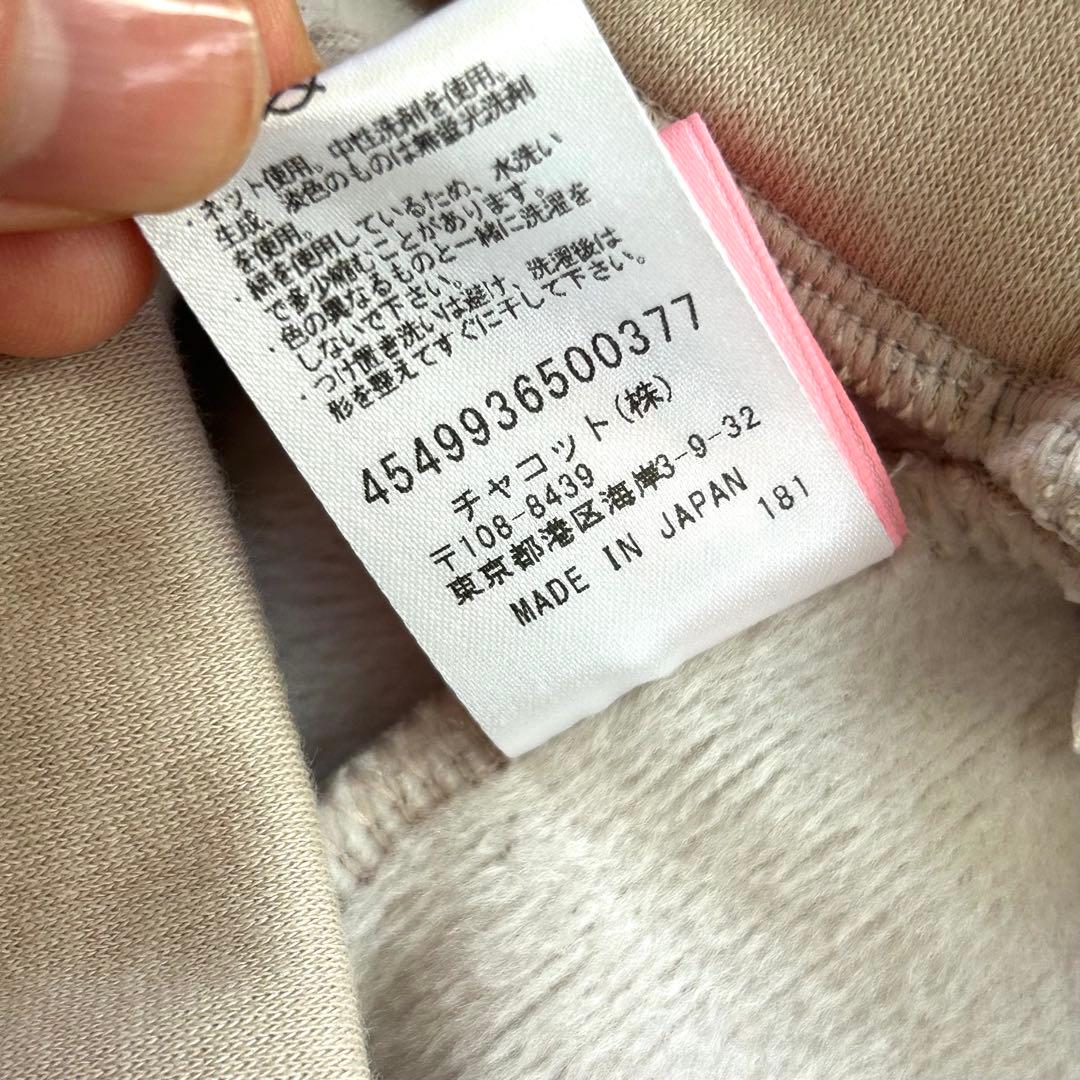 ・ネット使用。中性洗剤を使用。
生成、淡色のものは無蛍光洗剤
を使用。
・綿を使用しているため、水洗い
で多少縮むことがあります。
・色の異なるものと一緒に洗濯を
しないで下さい。
・つけ置き洗いは避け、洗濯後は
形を整えてすぐに干して下さい。
4549936500377
チャコット(株)
〒108-8439
東京都港区海岸3-9-32
MADE IN JAPAN
181